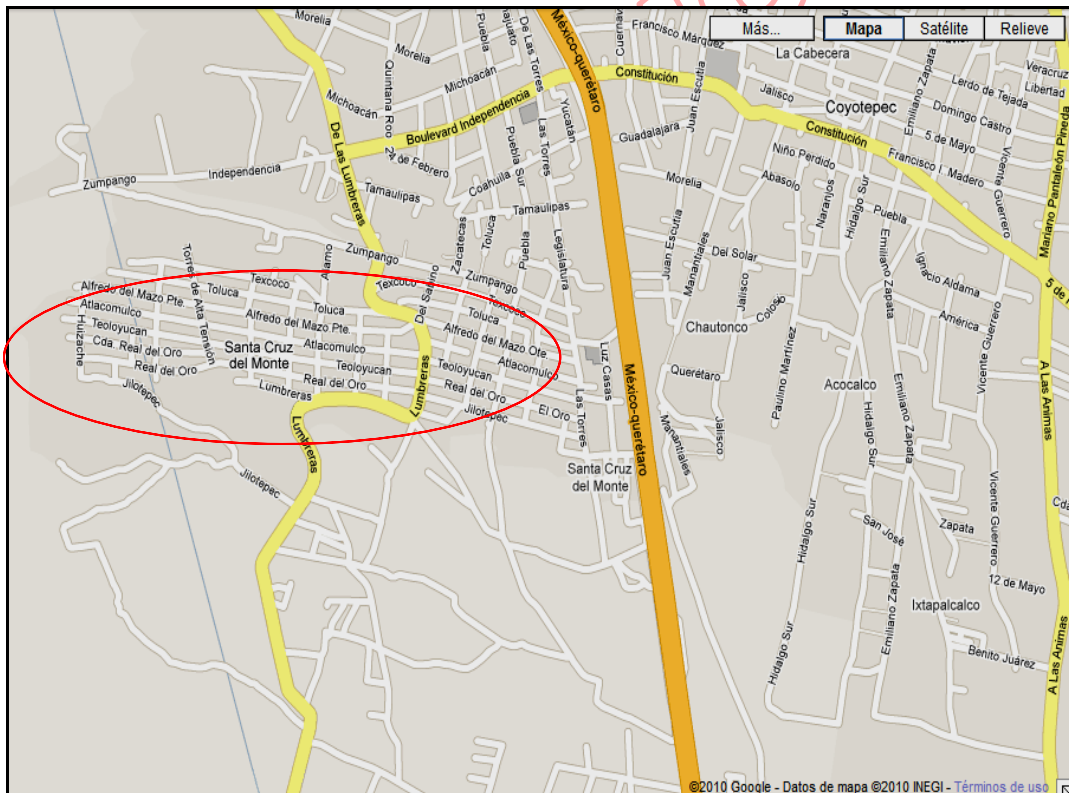 Más...
Mapa
Satélite
Relieve
Morelia
Morelia
Michoacán
Michoacán
Quintana Roo
24 de Febrero
Puebla
De Las Torres
México-querétaro
Francisco Márquez
La Cabecera
Emiliano Zapata
Veracruz
Libertad
Lerdo de Tejada
Domingo Castro
Constitución
Jalisco
Coyotepec
Juan Escutia
Yucatán
Las Torres
Boulevard Independencia
Guadalajara
Constitución
5 de Mayo
Vicente Guerrero
Francisco I. Madero
Mariano Pantaleón Pineda
De Las Lumbreras
Puebla Sur
Niño Perdido
Abasolo
Naranjos
Hidalgo Sur
Zumpango
Independencia
Coahuila
Tamaulipas
Morelia
Tamaulipas
Puebla
Zacatecas
Toluca
Puebla
Legislatura
Juan Escutia
Manantiales
Del Solar
Emiliano Zapata
Ignacio Aldama
Zumpango
Zumpango
Alamo
Torres de Alta Tensión
Texcoco
Texcoco
Texcoco
Jalisco
Colosio
América
5 de
Alfredo del Mazo Pte.
Toluca
Toluca
Toluca
Del Sabino
Atlacomulco
Alfredo del Mazo Pte.
Alfredo del Mazo Ote.
Chautonco
Huizache
Teoloyucan
Santa Cruz
del Monte
Atlacomulco
Atlacomulco
Cda. Real del Oro
Teoloyucan
Teoloyucan
Luz Casas
Paulino Martínez
Vicente Guerrero
Real del Oro
Real del Oro
Real del Oro
Querétaro
Acocalco
Emiliano Zapata
A Las Animas
Jilotepec
Lumbreras
Lumbreras
Lumbreras
Jilotepec
El Oro
Las Torres
México-querétaro
Manantiales
Jalisco
Hidalgo Sur
Emiliano Zapata
Jilotepec
Santa Cruz
del Monte
Vicente Guerrero
Hidalgo Sur
San José
Zapata
Cda
12 de Mayo
Emiliano Zapata
Ixtapalcalco
Hidalgo Sur
Benito Juárez
A Las Animas
©2010 Google - Datos de mapa ©2010 INEGI - Términos de uso